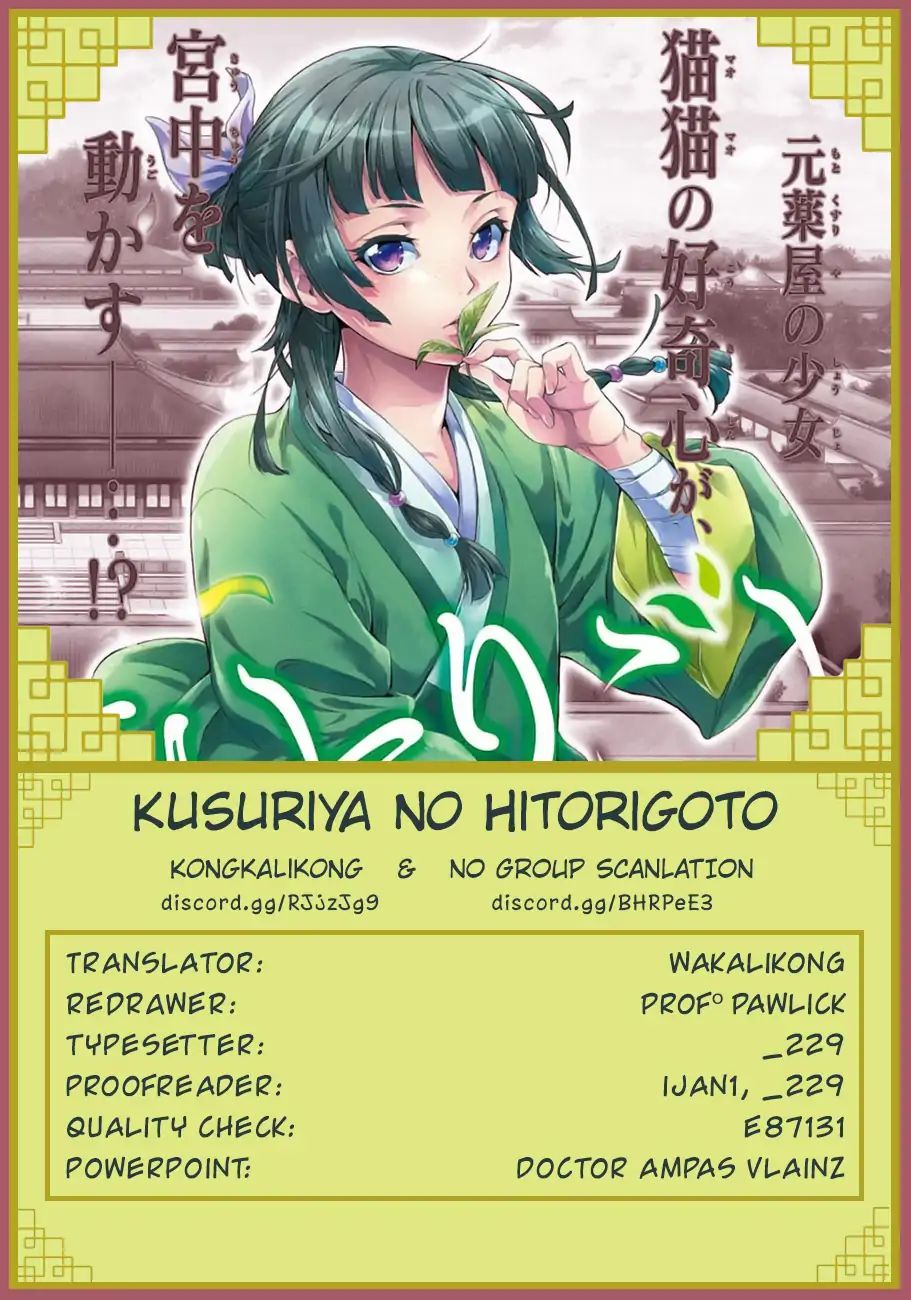 元薬屋の少女
猫猫の好奇心が、
宮中を
動かす――…!?
KUSURIYA NO HITORIGOTO
KONGKALIKONG & NO GROUP SCANLATION
discord.gg/RJjzJg9 discord.gg/BHRPeE3
TRANSLATOR: WAKALIKONG
REDRAWER: PROFº PAWLICK
TYPESETTER: _229
PROOFREADER: IJAN1, _229
QUALITY CHECK: E87131
POWERPOINT: DOCTOR AMPAS VLAINZ